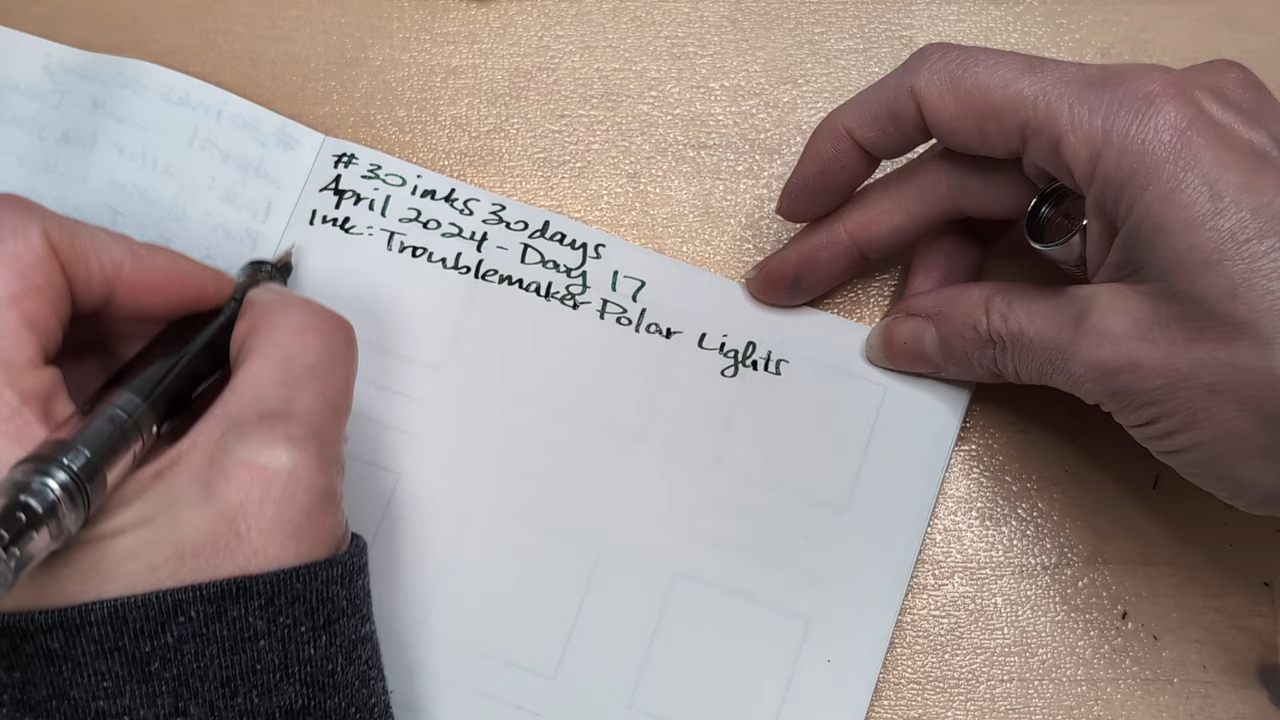 #30inks30days
April 2024 - Day 17
Ink: Troublemaker Polar Lights